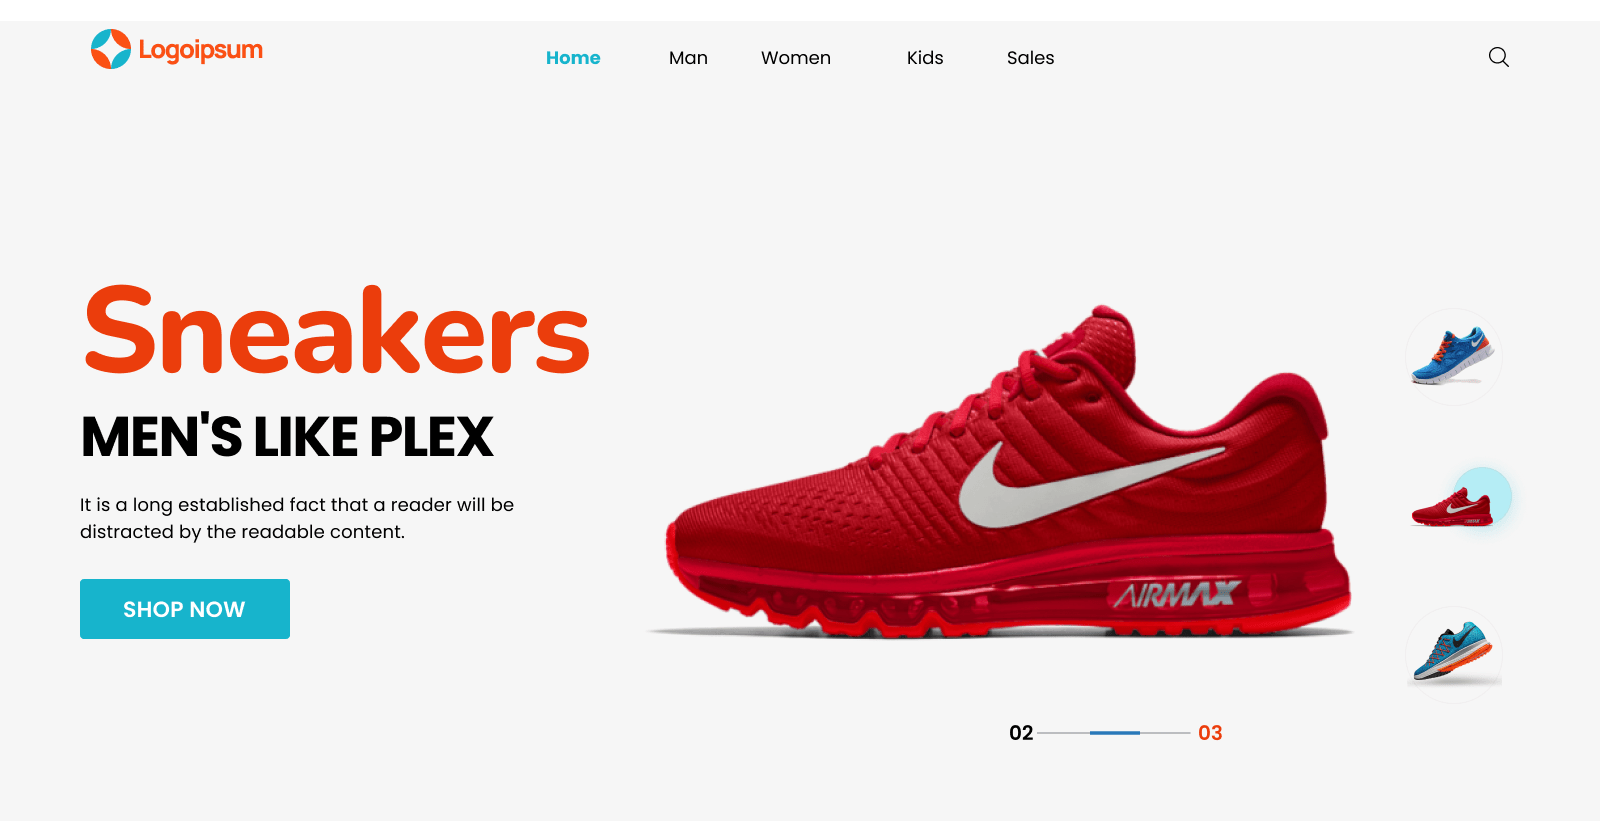 Logoipsum
Home Man Women Kids Sales
Sneakers
MEN'S LIKE PLEX
It is a long established fact that a reader will be
distracted by the readable content.
SHOP NOW
AIRMAX
02 03